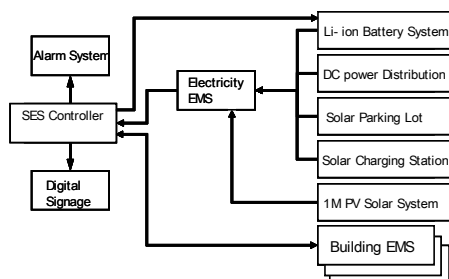 Alarm System
SES Controller
Digital
Signage
Electricity
EMS
Li- ion Battery System
DC power Distribution
Solar Parking Lot
Solar Charging Station
1M PV Solar System
Building EMS